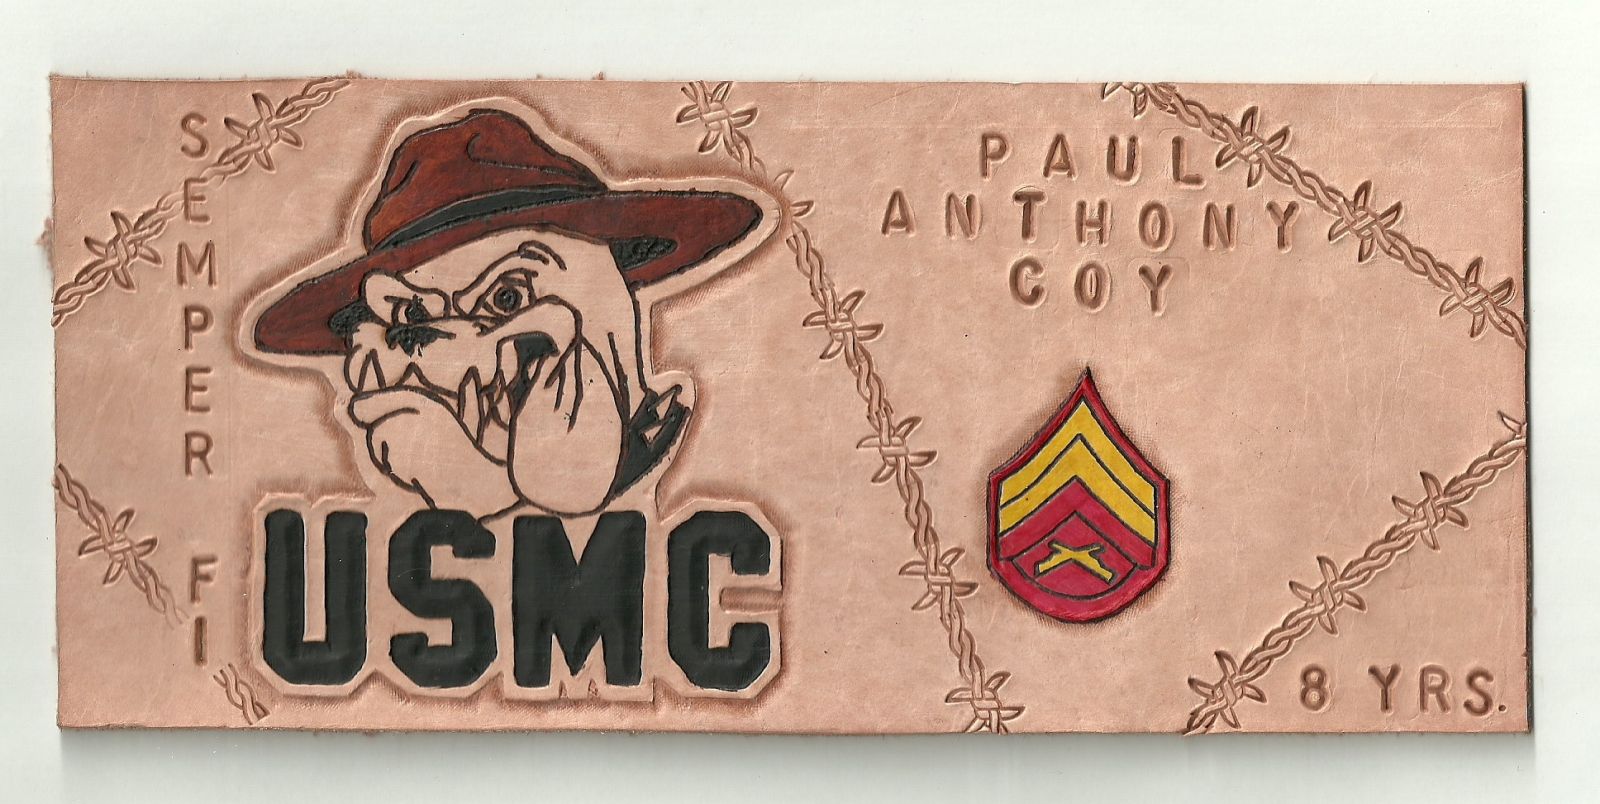 SEMPER FI
USMC
PAUL
ANTHONY
COY
8 YRS.